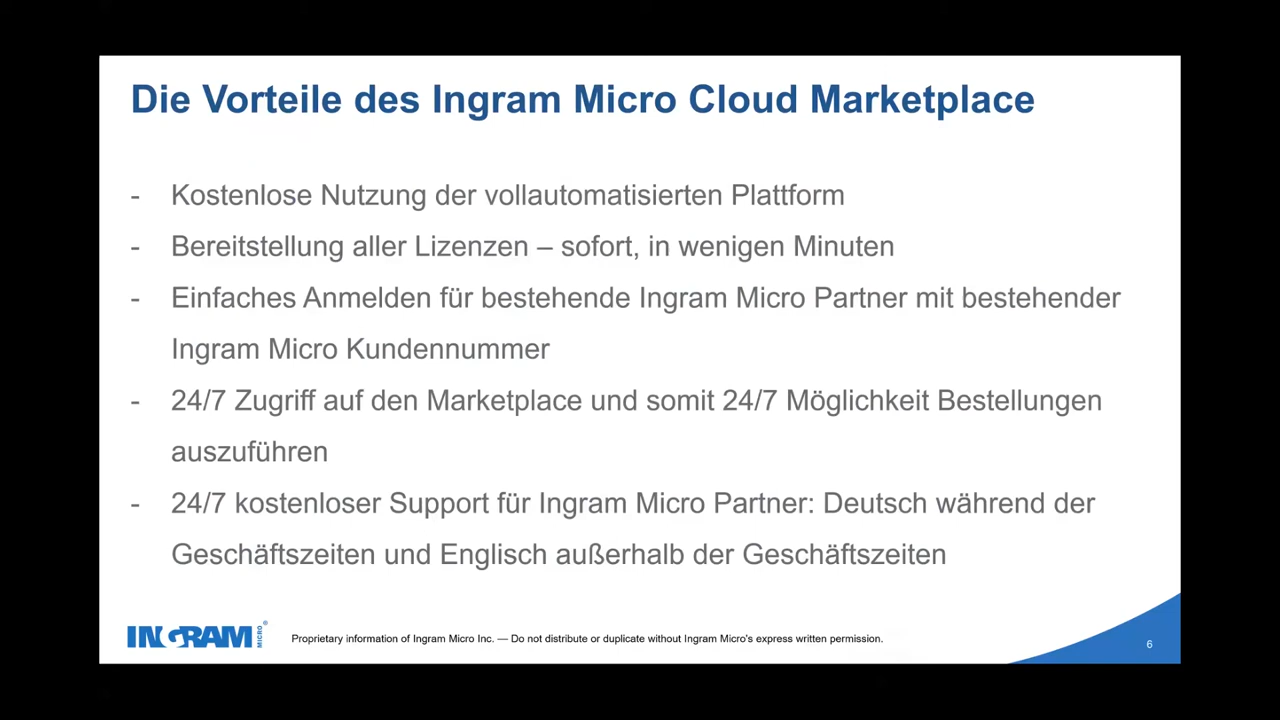 Die Vorteile des Ingram Micro Cloud Marketplace
- Kostenlose Nutzung der vollautomatisierten Plattform
- Bereitstellung aller Lizenzen – sofort, in wenigen Minuten
- Einfaches Anmelden für bestehende Ingram Micro Partner mit bestehender
Ingram Micro Kundennummer
- 24/7 Zugriff auf den Marketplace und somit 24/7 Möglichkeit Bestellungen
auszuführen
- 24/7 kostenloser Support für Ingram Micro Partner: Deutsch während der
Geschäftszeiten und Englisch außerhalb der Geschäftszeiten
INGRAM MICRO ®
Proprietary information of Ingram Micro Inc. — Do not distribute or duplicate without Ingram Micro's express written permission.
6